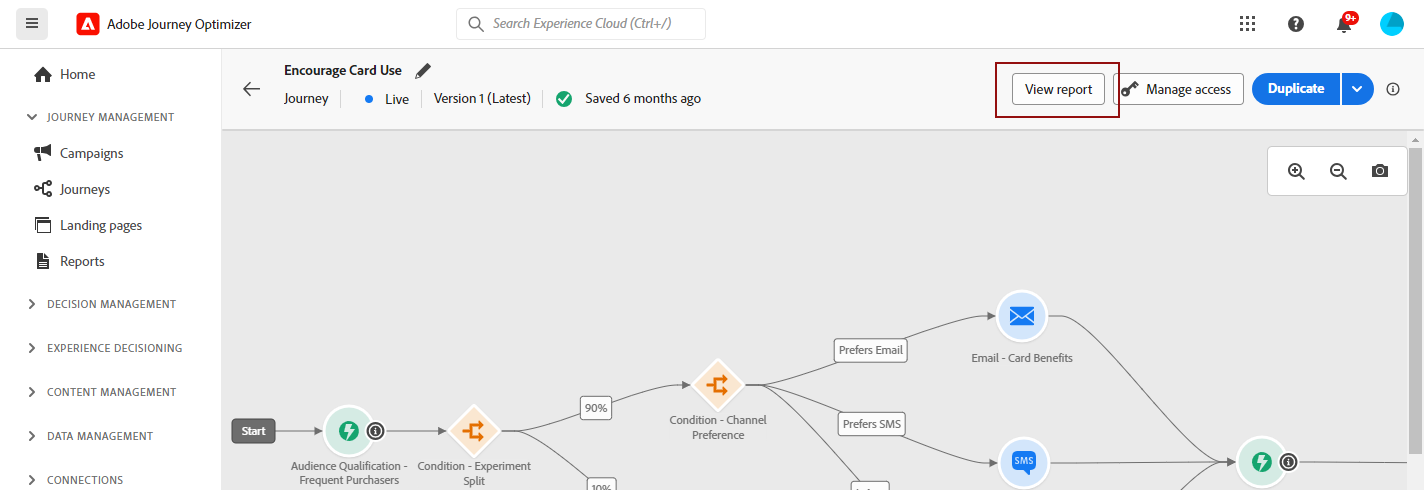 Adobe Journey Optimizer
Search Experience Cloud (Ctrl+/)
9+
Home
JOURNEY MANAGEMENT
Campaigns
Journeys
Landing pages
Reports
DECISION MANAGEMENT
EXPERIENCE DECISIONING
CONTENT MANAGEMENT
DATA MANAGEMENT
CONNECTIONS
Encourage Card Use
Journey
Live
Version 1 (Latest)
Saved 6 months ago
View report
Manage access
Duplicate
Prefers Email
Email - Card Benefits
90%
Condition - Channel
Preference
Prefers SMS
Start
Audience Qualification -
Frequent Purchasers
Condition - Experiment
Split
SMS
10%